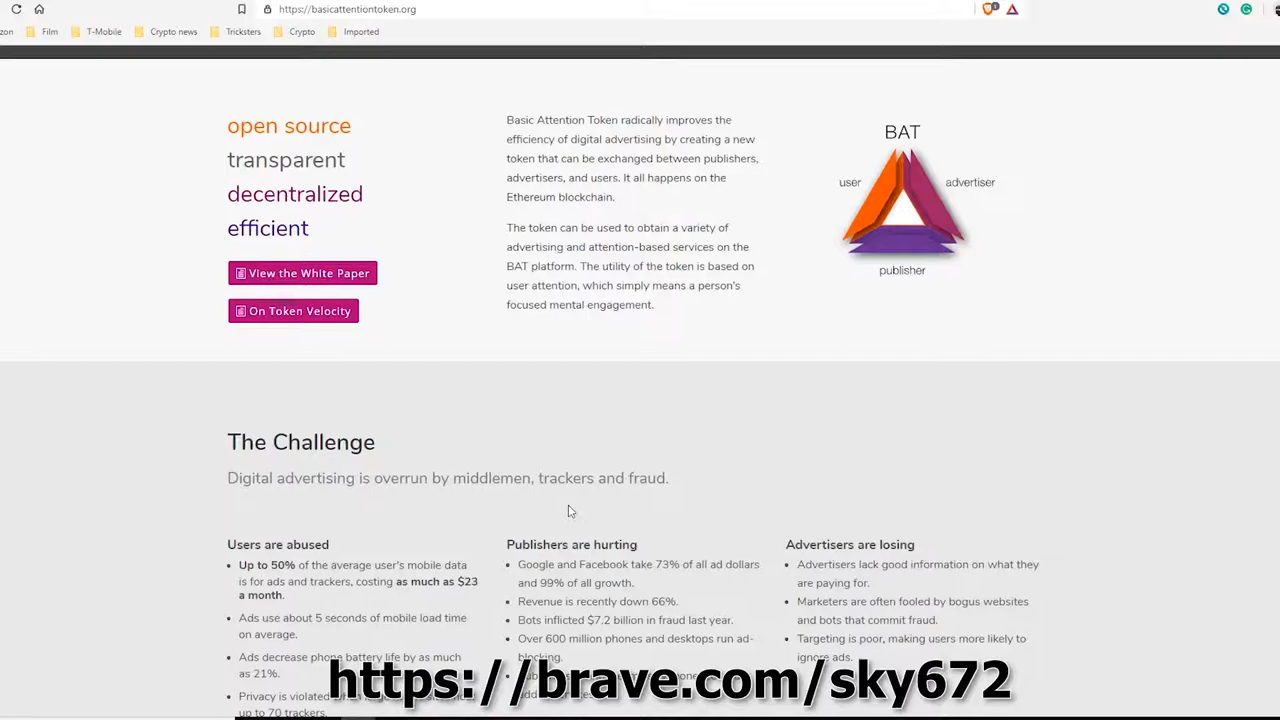 https://basicattentiontoken.org
zon Film T-Mobile Crypto news Tricksters Crypto Imported
open source
transparent
decentralized
efficient
View the White Paper
On Token Velocity
Basic Attention Token radically improves the
efficiency of digital advertising by creating a new
token that can be exchanged between publishers,
advertisers, and users. It all happens on the
Ethereum blockchain.
The token can be used to obtain a variety of
advertising and attention-based services on the
BAT platform. The utility of the token is based on
user attention, which simply means a person's
focused mental engagement.
BAT
user
advertiser
publisher
The Challenge
Digital advertising is overrun by middlemen, trackers and fraud.
Users are abused
Up to 50% of the average user's mobile data
is for ads and trackers, costing as much as $23
a month.
Ads use about 5 seconds of mobile load time
on average.
Ads decrease phone battery life by as much
as 21%.
Privacy is violated
up to 70 trackers.
Publishers are hurting
Google and Facebook take 73% of all ad dollars
and 99% of all growth.
Revenue is recently down 66%.
Bots inflicted $7.2 billion in fraud last year.
Over 600 million phones and desktops run ad-
blocking.
Advertisers are losing
Advertisers lack good information on what they
are paying for.
Marketers are often fooled by bogus websites
and bots that commit fraud.
Targeting is poor, making users more likely to
ignore ads.
https://brave.com/sky672